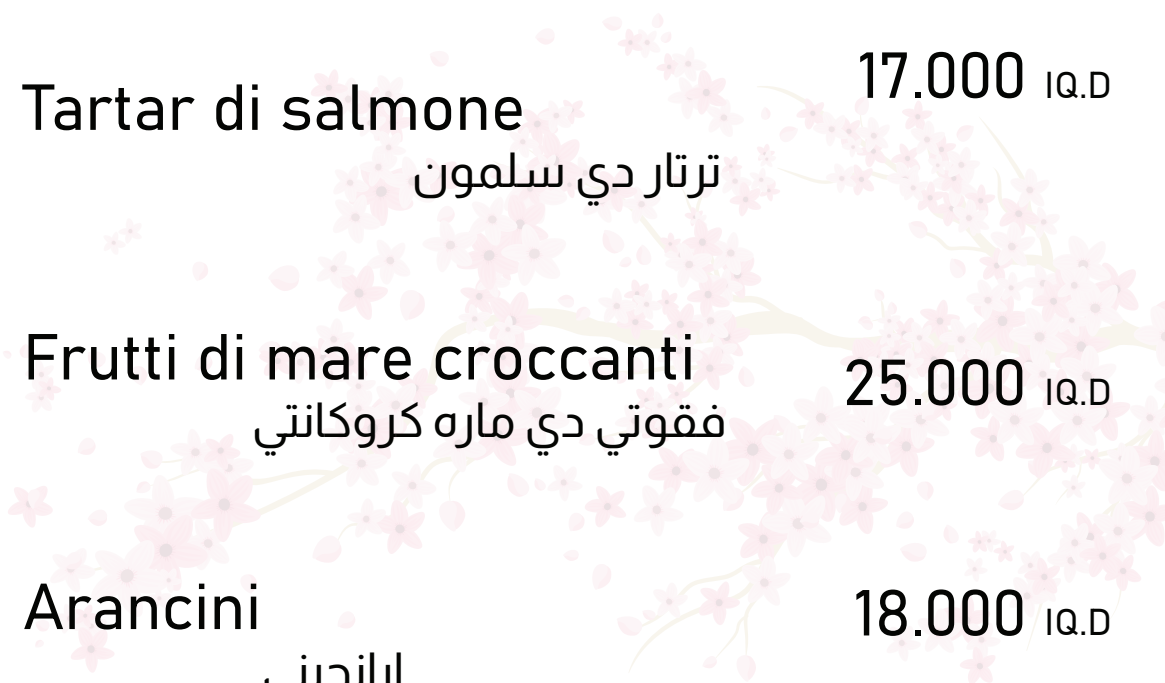 Tartar di salmone 17.000 IQ.D
ترتار دي سلمون
Frutti di mare croccanti 25.000 IQ.D
فقوتي دي ماره كروكانتي
Arancini 18.000 IQ.D